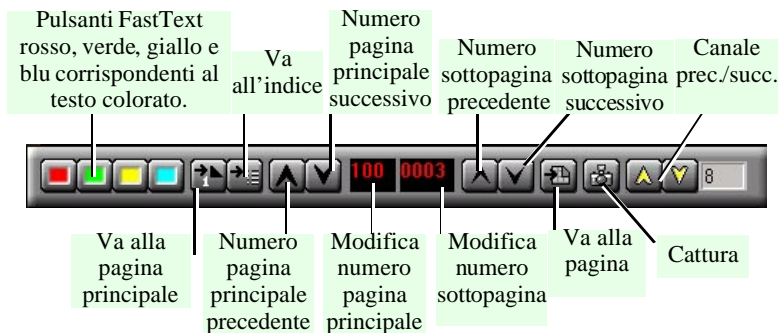 Pulsanti FastText
rosso, verde, giallo e
blu corrispondenti al
testo colorato.
Va
all’indice
Numero
pagina
principale
successivo
Numero
sottopagina
precedente
Numero
sottopagina
successivo
Canale
prec./succ.
1
100
0003
8
Va alla
pagina
principale
Numero
pagina
principale
precedente
Modifica
numero
pagina
principale
Modifica
numero
sottopagina
Va alla
pagina
Cattura